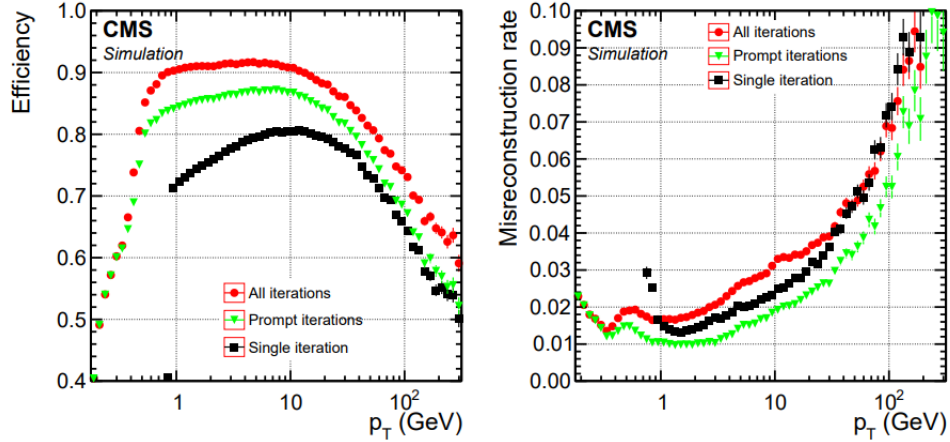 CMS
Simulation
Efficiency
1.0
0.9
0.8
0.7
0.6
0.5
0.4
All iterations
Prompt iterations
Single iteration
1
10
10²
p_T (GeV)
CMS
Simulation
Misreconstruction rate
0.10
0.09
0.08
0.07
0.06
0.05
0.04
0.03
0.02
0.01
0.00
All iterations
Prompt iterations
Single iteration
1
10
10²
p_T (GeV)